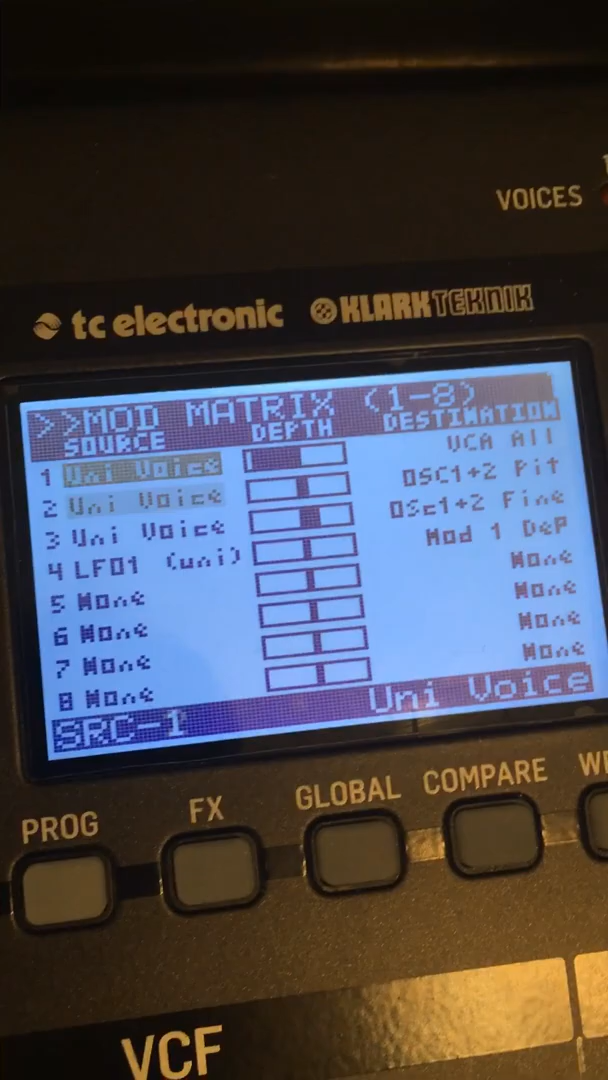 VOICES
tc electronic KLARK TEKNIK
>>MOD MATRIX (1-8)
SOURCE DEPTH DESTINATION
1 Uni Voice VCA All
2 Uni Voice OSC1+2 Pit
3 Uni Voice OSc1+2 Fine
4 LFO1 (uni) Mod 1 Dep
5 None None
6 None None
7 None None
8 None None
SRC-1 Uni Voice
PROG FX GLOBAL COMPARE
VCF